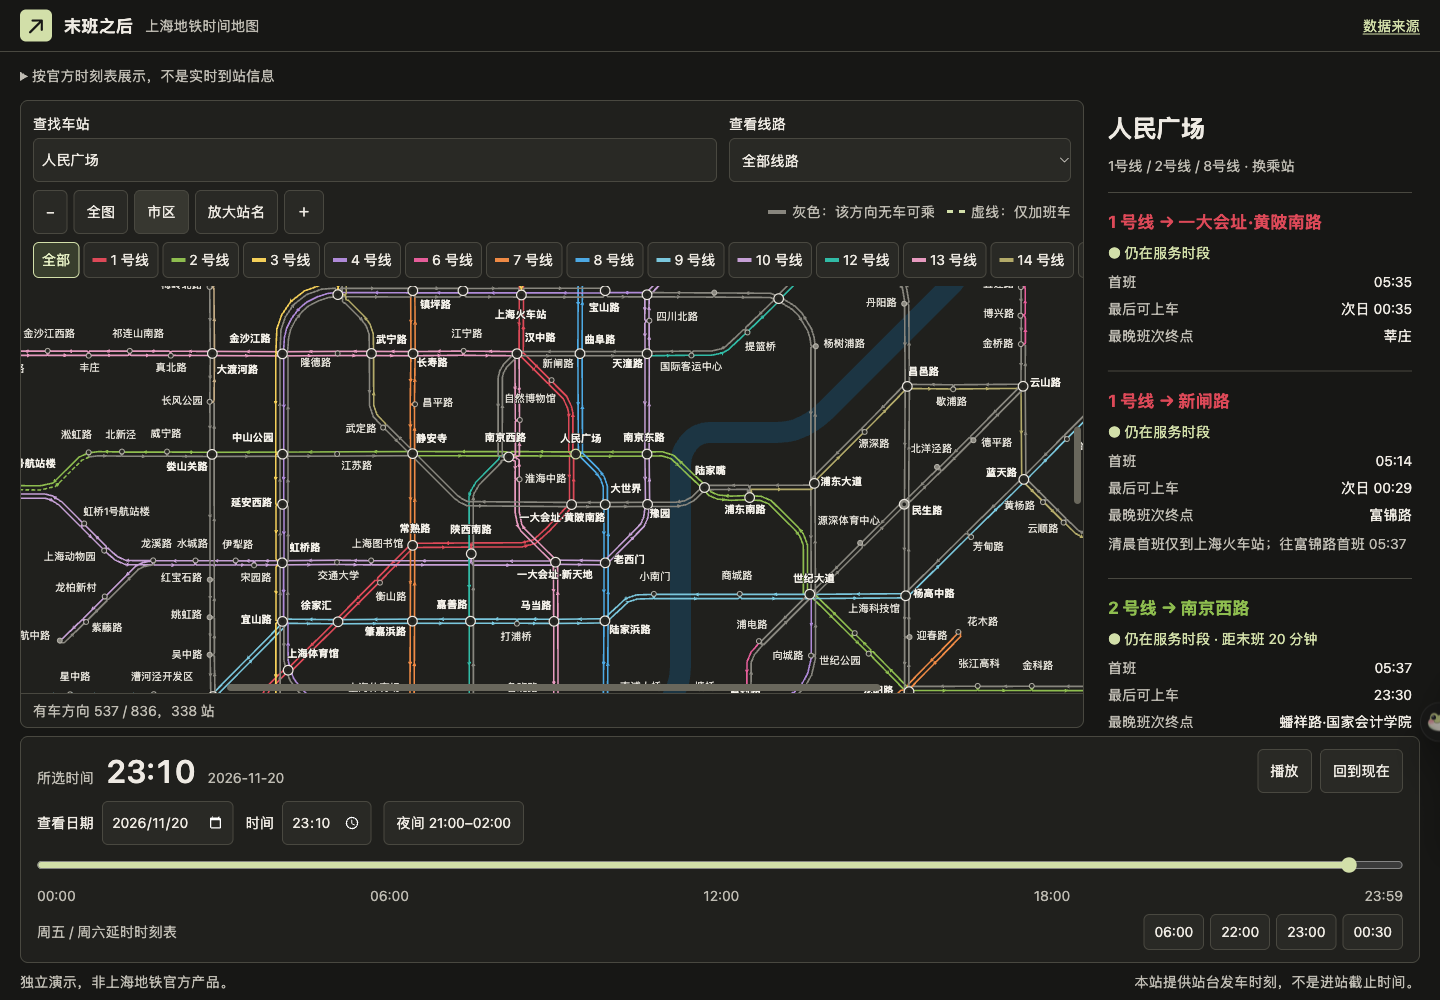 末班之后 上海地铁时间地图
数据来源
按官方时刻表展示，不是实时到站信息
查找车站
查看线路
人民广场
全部线路
− 全图 市区 放大站名 +
灰色：该方向无车可乘 虚线：仅加班车
全部 1 号线 2 号线 3 号线 4 号线 6 号线 7 号线 8 号线 9 号线 10 号线 12 号线 13 号线 14 号线
镇坪路
宝山路
上海火车站
四川北路
丹阳路
博兴路
金沙江西路
祁连山南路
金沙江路
武宁路
江宁路
汉中路
曲阜路
提篮桥
杨树浦路
金桥路
丰庄
真北路
大渡河路
隆德路
长寿路
新闸路
天潼路
国际客运中心
昌邑路
云山路
长风公园
昌平路
自然博物馆
歇浦路
淞虹路
北新泾
威宁路
中山公园
武定路
静安寺
南京西路
人民广场
南京东路
源深路
北洋泾路
德平路
娄山关路
江苏路
陆家嘴
蓝天路
淮海中路
浦东大道
延安西路
大世界
浦东南路
虹桥1号航站楼
一大会址·黄陂南路
豫园
源深体育中心
民生路
黄杨路
常熟路
陕西南路
云顺路
上海动物园
龙溪路
水城路
伊犁路
虹桥路
上海图书馆
老西门
芳甸路
龙柏新村
红宝石路
宋园路
交通大学
一大会址·新天地
小南门
商城路
世纪大道
杨高中路
衡山路
姚虹路
宜山路
徐家汇
嘉善路
马当路
上海科技馆
航中路
紫藤路
肇嘉浜路
打浦桥
陆家浜路
浦电路
迎春路
花木路
吴中路
上海体育馆
向城路
世纪公园
张江高科
金科路
星中路
漕河泾开发区
有车方向 537 / 836，338 站
人民广场
1号线 / 2号线 / 8号线 · 换乘站
1 号线 → 一大会址·黄陂南路
仍在服务时段
首班 05:35
最后可上车 次日 00:35
最晚班次终点 莘庄
1 号线 → 新闸路
仍在服务时段
首班 05:14
最后可上车 次日 00:29
最晚班次终点 富锦路
清晨首班仅到上海火车站；往富锦路首班 05:37
2 号线 → 南京西路
仍在服务时段 · 距末班 20 分钟
首班 05:37
最后可上车 23:30
最晚班次终点 蟠祥路·国家会计学院
所选时间 23:10 2026-11-20
播放 回到现在
查看日期 2026/11/20 时间 23:10 夜间 21:00–02:00
00:00 06:00 12:00 18:00 23:59
周五 / 周六延时时刻表
06:00 22:00 23:00 00:30
独立演示，非上海地铁官方产品。
本站提供站台发车时刻，不是进站截止时间。